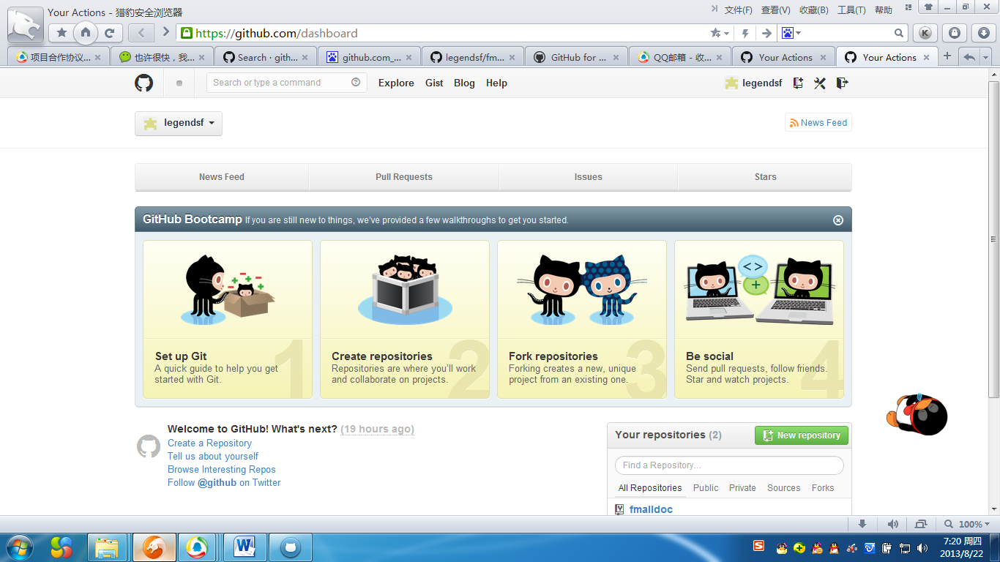 Your Actions - 猎豹安全浏览器
文件(F) 查看(V) 收藏(B) 工具(T) 帮助
https://github.com/dashboard
K
项目合作协议...
也许很快，我...
Search · gith...
github.com_...
legendsf/fm...
GitHub for ...
QQ邮箱 - 收...
Your Actions
Your Actions
Search or type a command
Explore Gist Blog Help
legendsf
legendsf
News Feed
News Feed Pull Requests Issues Stars
GitHub Bootcamp If you are still new to things, we've provided a few walkthroughs to get you started.
1
Set up Git
A quick guide to help you get
started with Git.
2
Create repositories
Repositories are where you'll work
and collaborate on projects.
3
Fork repositories
Forking creates a new, unique
project from an existing one.
4
Be social
Send pull requests, follow friends.
Star and watch projects.
Welcome to GitHub! What's next? (19 hours ago)
Create a Repository
Tell us about yourself
Browse Interesting Repos
Follow @github on Twitter
Your repositories (2)
New repository
Find a Repository...
All Repositories Public Private Sources Forks
fmalldoc
100%
7:20 周四
2013/8/22